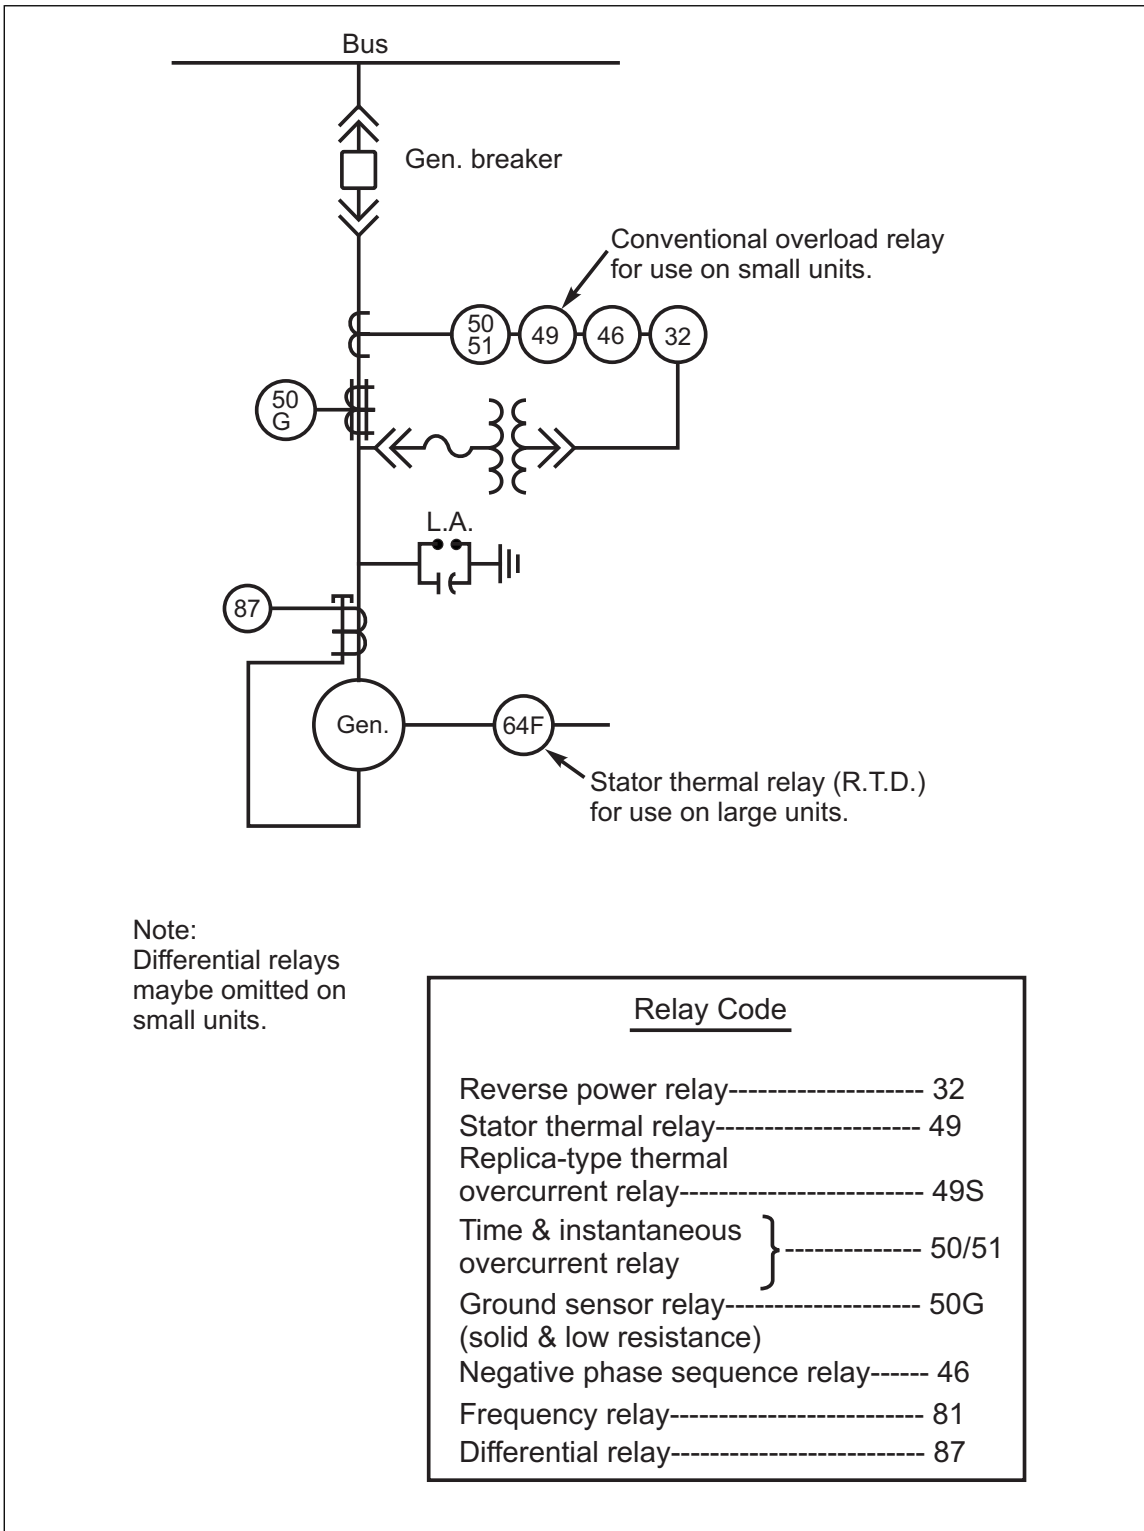 Bus
Gen. breaker
Conventional overload relay
for use on small units.
50
51
49
46
32
50
G
L.A.
87
Gen.
64F
Stator thermal relay (R.T.D.)
for use on large units.
Note:
Differential relays
maybe omitted on
small units.
Relay Code
Reverse power relay-------------------- 32
Stator thermal relay--------------------- 49
Replica-type thermal
overcurrent relay------------------------- 49S
Time & instantaneous
overcurrent relay } -------------- 50/51
Ground sensor relay-------------------- 50G
(solid & low resistance)
Negative phase sequence relay------ 46
Frequency relay-------------------------- 81
Differential relay-------------------------- 87